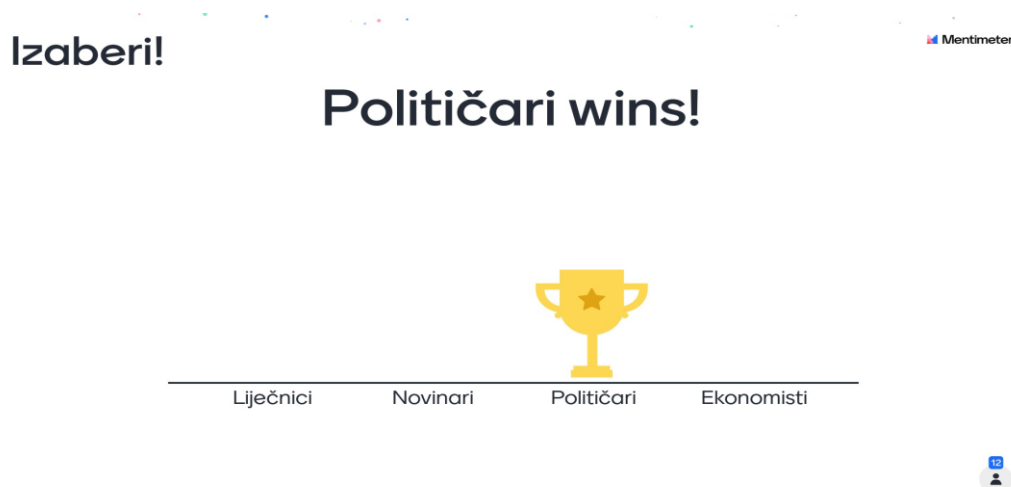 Izaberi!
Mentimeter
Političari wins!
Liječnici
Novinari
Političari
Ekonomisti
12